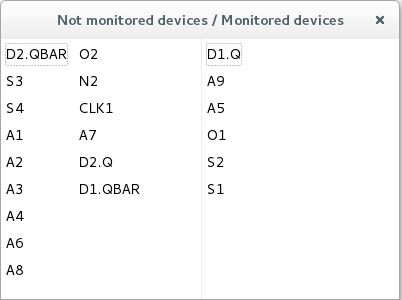 Not monitored devices / Monitored devices ×
D2.QBAR O2 D1.Q
S3 N2 A9
S4 CLK1 A5
A1 A7 O1
A2 D2.Q S2
A3 D1.QBAR S1
A4
A6
A8